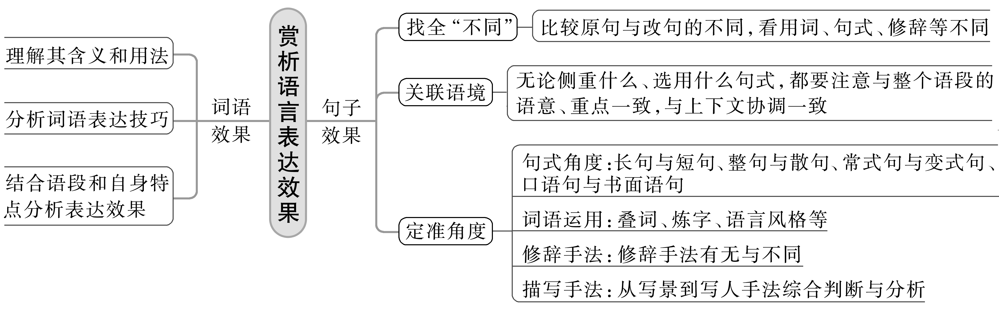 赏析语言表达效果
词语
效果
理解其含义和用法
分析词语表达技巧
结合语段和自身特
点分析表达效果
句子
效果
找全“不同”
比较原句与改句的不同,看用词、句式、修辞等不同
关联语境
无论侧重什么、选用什么句式,都要注意与整个语段的
语意、重点一致,与上下文协调一致
定准角度
句式角度:长句与短句、整句与散句、常式句与变式句、
口语句与书面语句
词语运用:叠词、炼字、语言风格等
修辞手法:修辞手法有无与不同
描写手法:从写景到写人手法综合判断与分析